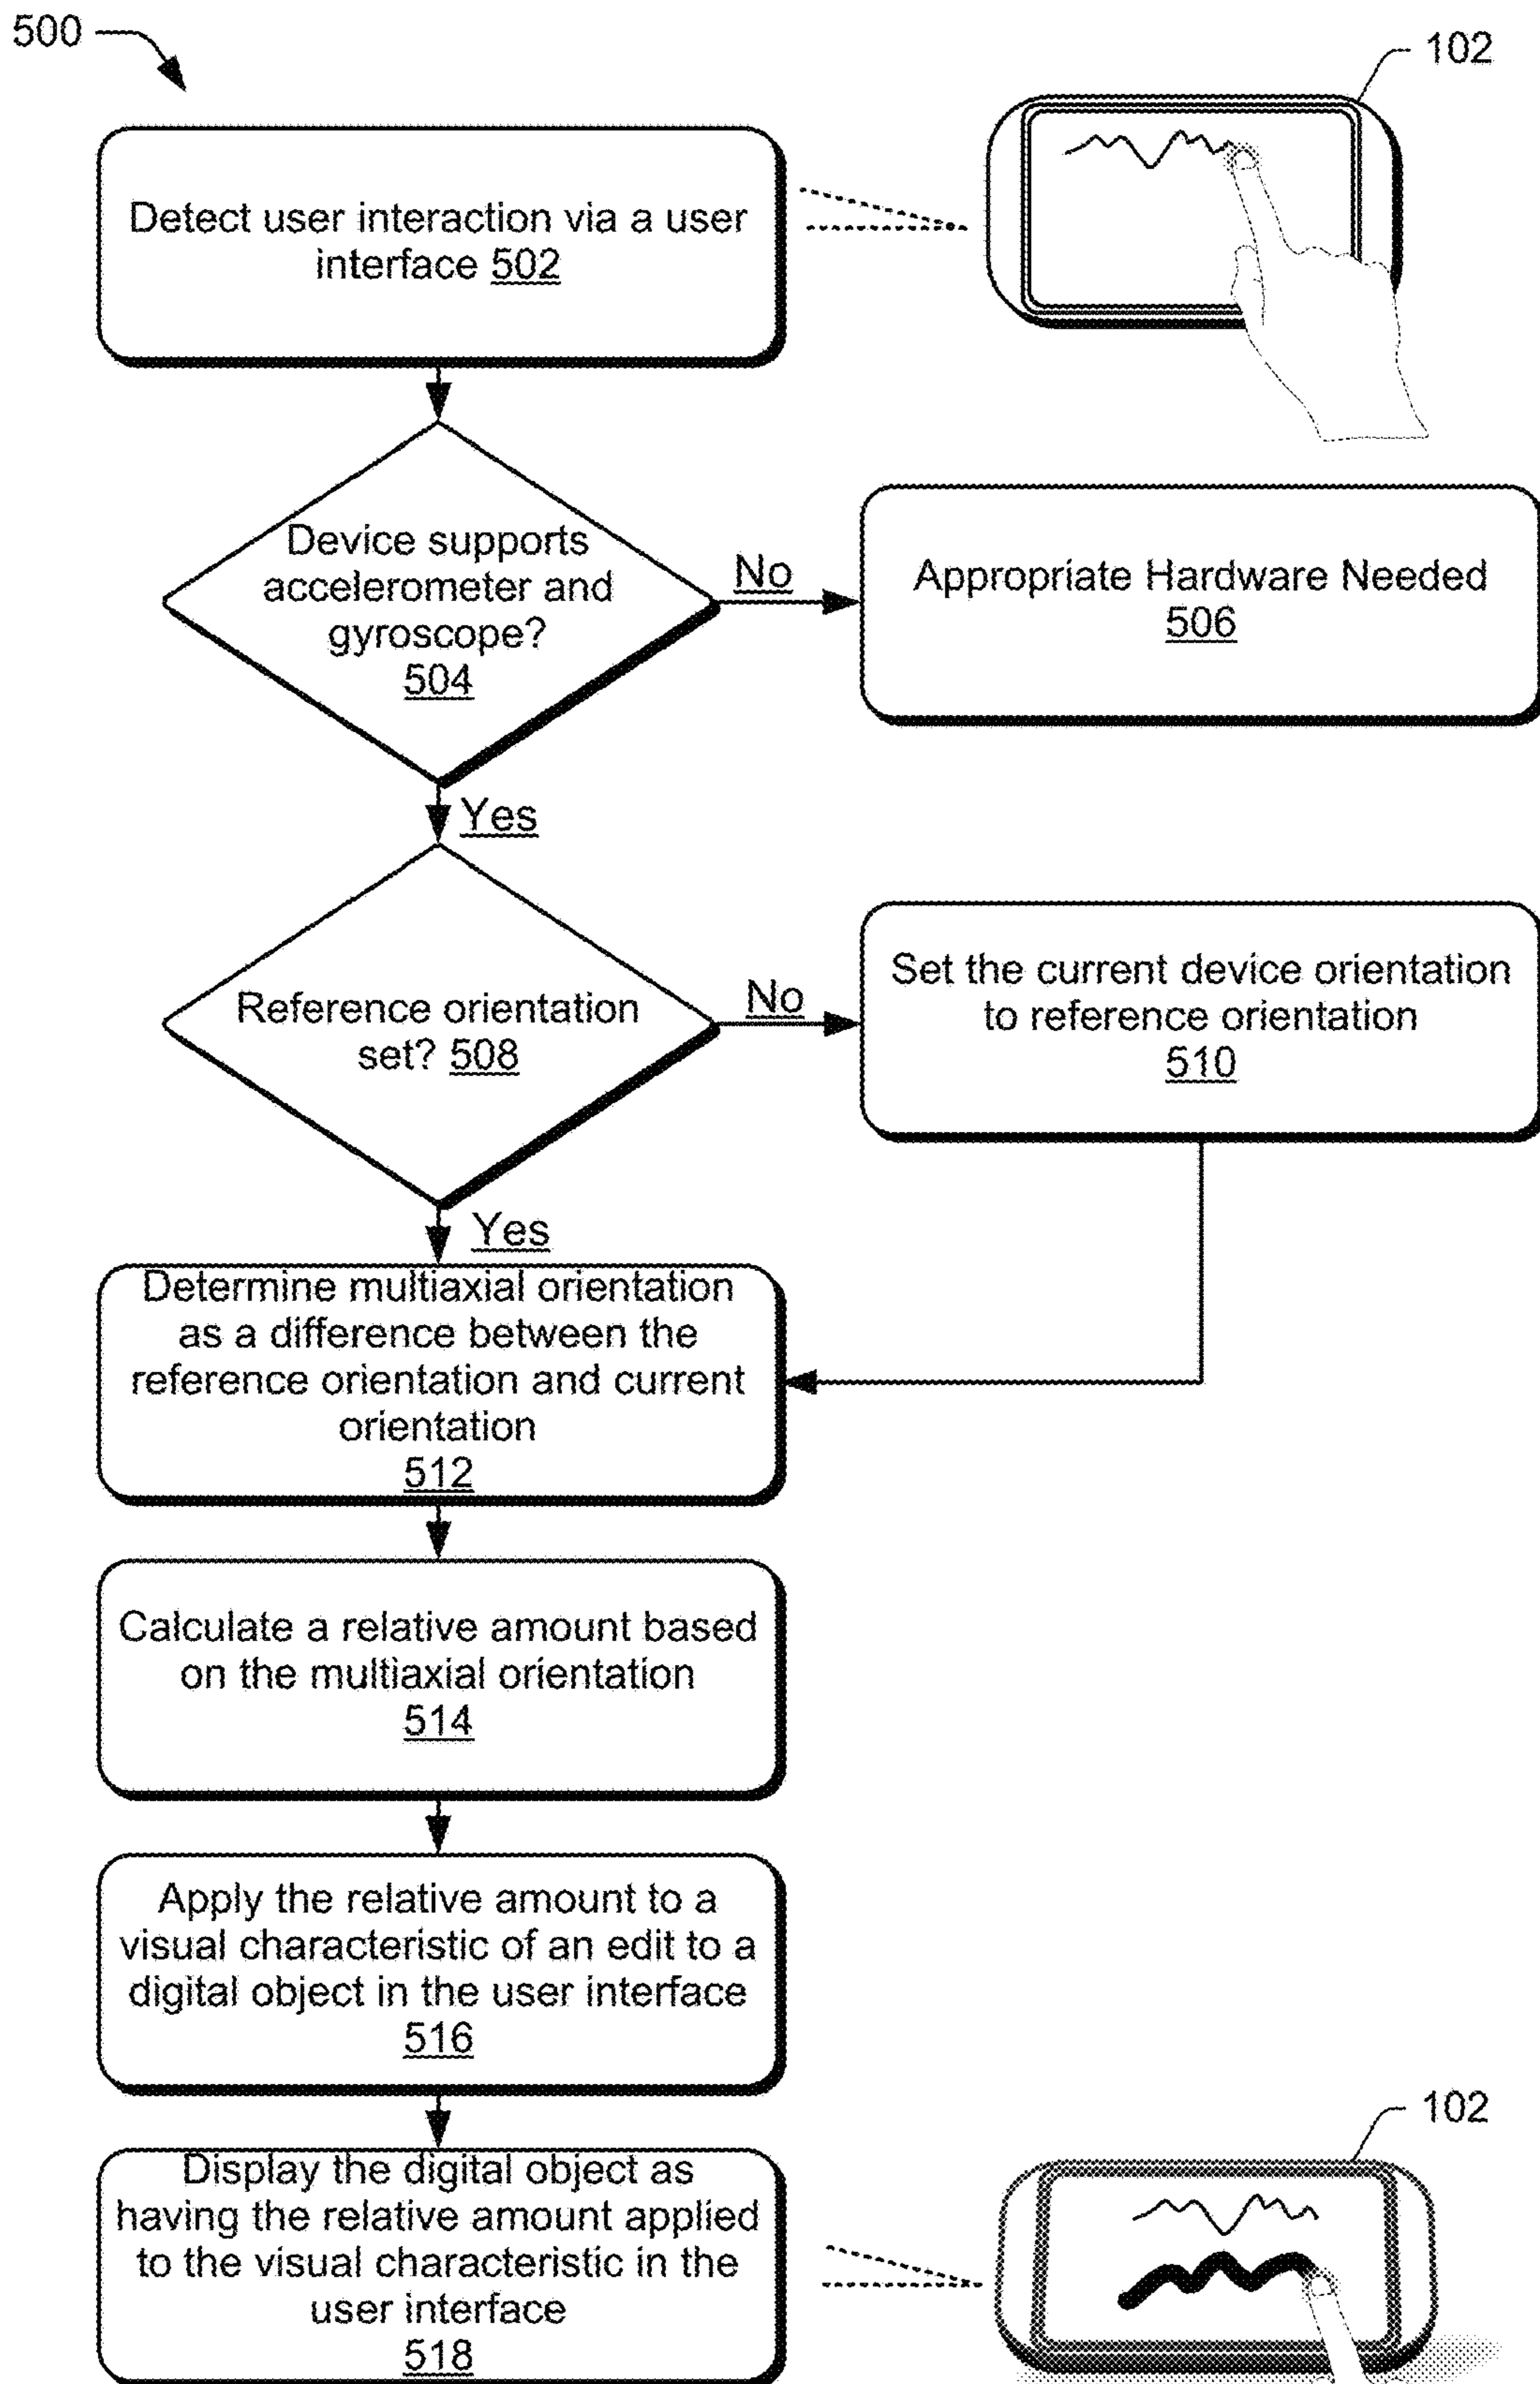 500
102
Detect user interaction via a user
interface 502
Device supports
accelerometer and
gyroscope?
504
No
Appropriate Hardware Needed
506
Yes
Reference orientation
set? 508
No
Set the current device orientation
to reference orientation
510
Yes
Determine multiaxial orientation
as a difference between the
reference orientation and current
orientation
512
Calculate a relative amount based
on the multiaxial orientation
514
Apply the relative amount to a
visual characteristic of an edit to a
digital object in the user interface
516
102
Display the digital object as
having the relative amount applied
to the visual characteristic in the
user interface
518